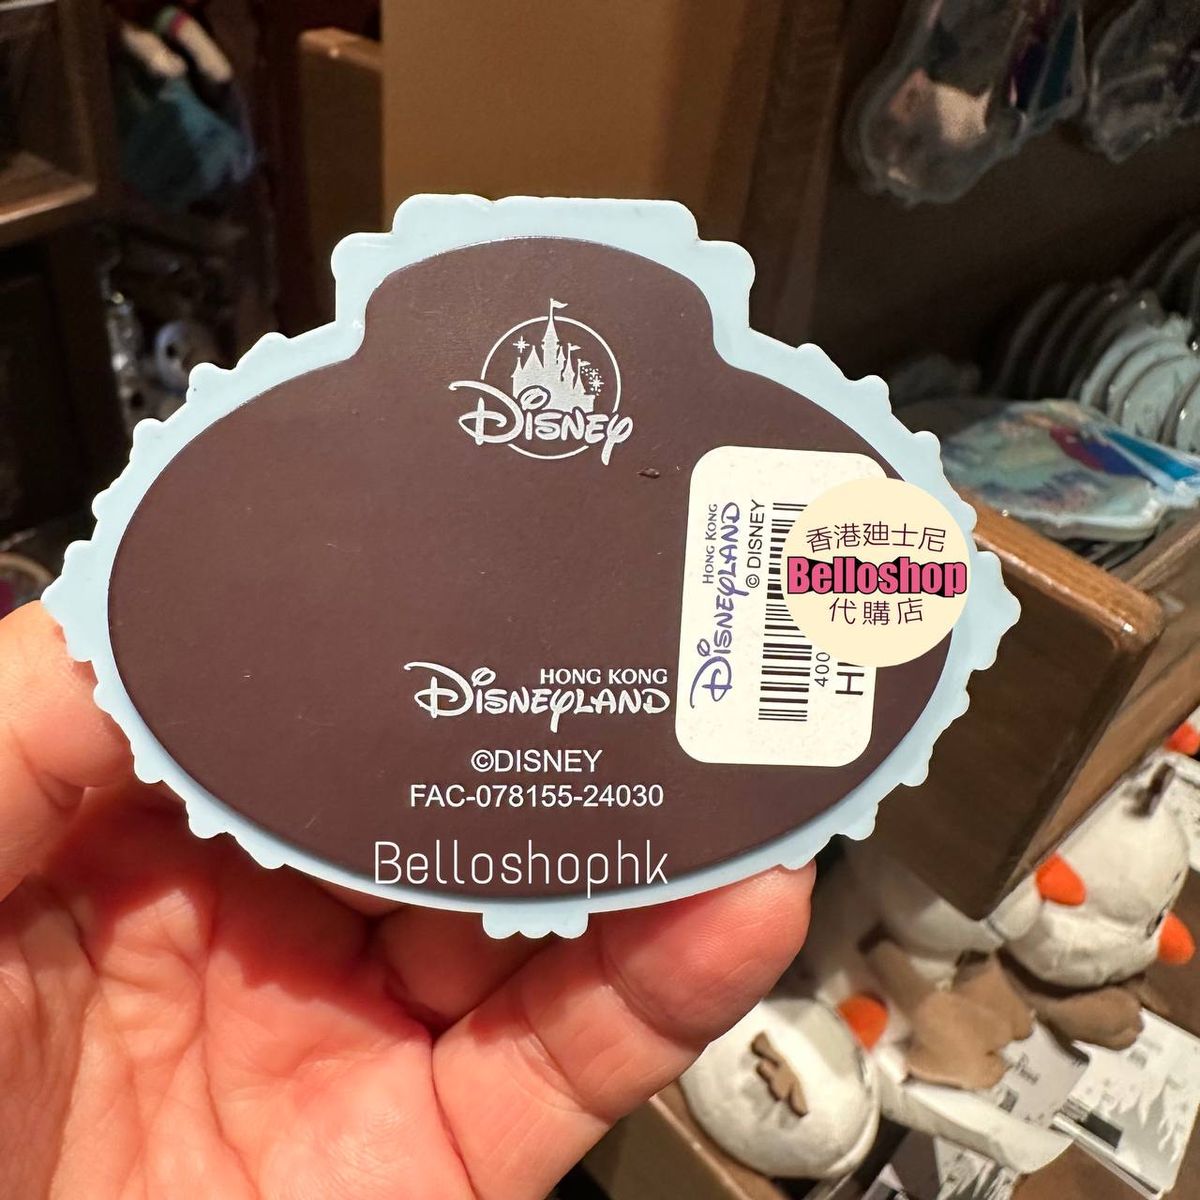 Disney
HONG KONG
Disneyland
©DISNEY
FAC-078155-24030
Belloshophk
HONG KONG
Disneyland
© DISNEY
400
香港廸士尼
Belloshop
代購店